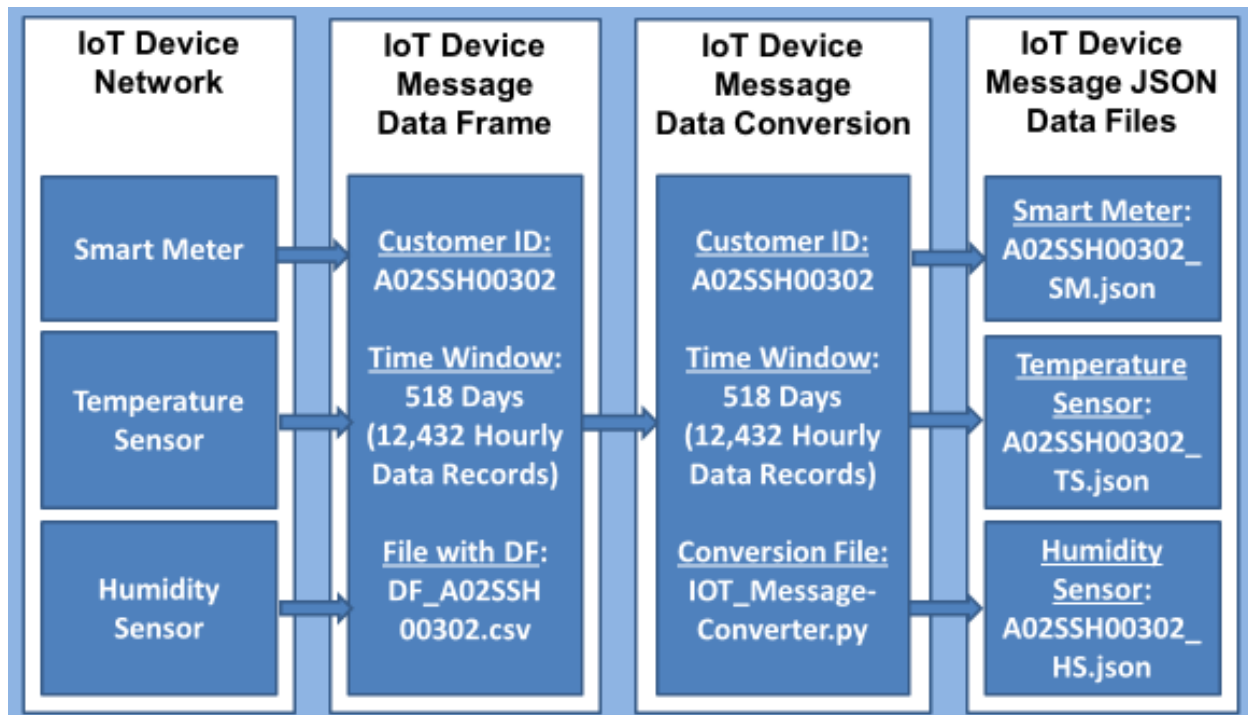 IoT Device
Network
Smart Meter
Temperature
Sensor
Humidity
Sensor
IoT Device
Message
Data Frame
Customer ID:
A02SSH00302
Time Window:
518 Days
(12,432 Hourly
Data Records)
File with DF:
DF_A02SSH
00302.csv
IoT Device
Message
Data Conversion
Customer ID:
A02SSH00302
Time Window:
518 Days
(12,432 Hourly
Data Records)
Conversion File:
IOT_Message-
Converter.py
IoT Device
Message JSON
Data Files
Smart Meter:
A02SSH00302_
SM.json
Temperature
Sensor:
A02SSH00302_
TS.json
Humidity
Sensor:
A02SSH00302_
HS.json